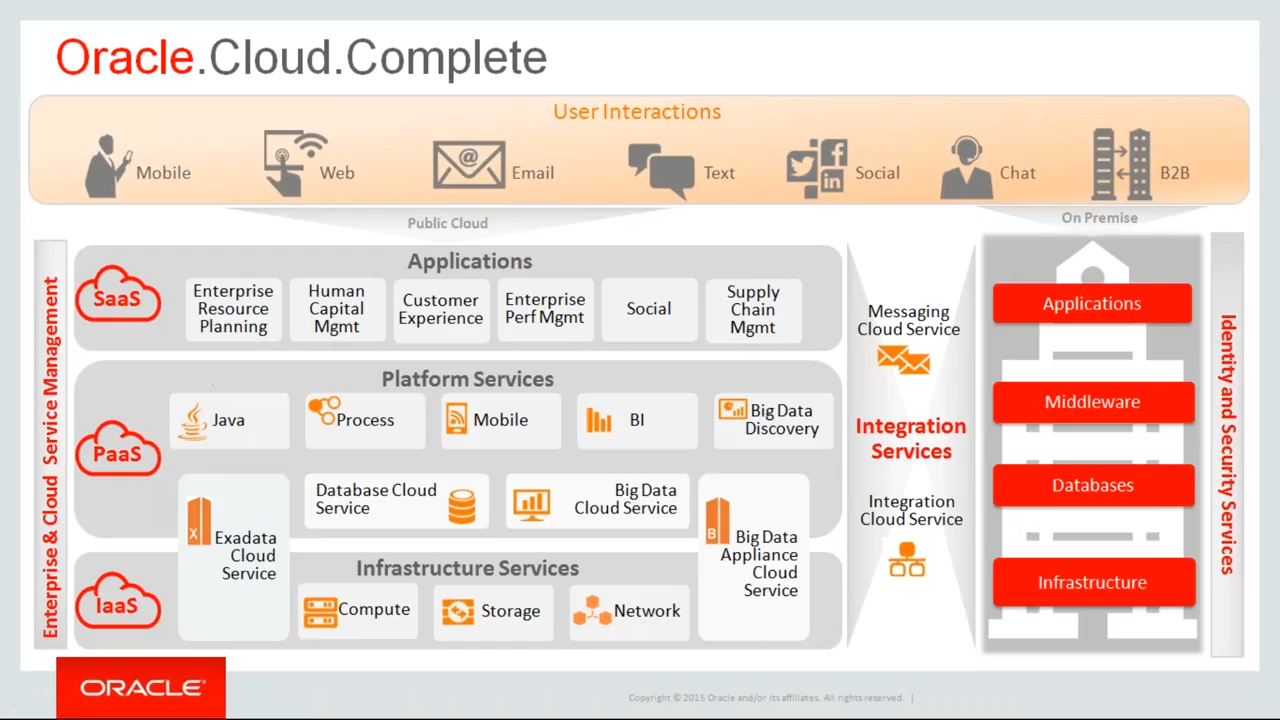 Oracle.Cloud.Complete
User Interactions
Mobile
Web
Email
Text
Social
Chat
B2B
Public Cloud
On Premise
Enterprise & Cloud Service Management
SaaS
Applications
Enterprise
Resource
Planning
Human
Capital
Mgmt
Customer
Experience
Enterprise
Perf Mgmt
Social
Supply
Chain
Mgmt
PaaS
Platform Services
Java
Process
Mobile
BI
Big Data
Discovery
X
Exadata
Cloud
Service
Database Cloud
Service
Big Data
Cloud Service
B
Big Data
Appliance
Cloud
Service
IaaS
Infrastructure Services
Compute
Storage
Network
Messaging
Cloud Service
Integration
Services
Integration
Cloud Service
Applications
Middleware
Databases
Infrastructure
Identity and Security Services
ORACLE®
Copyright © 2015 Oracle and/or its affiliates. All rights reserved. |